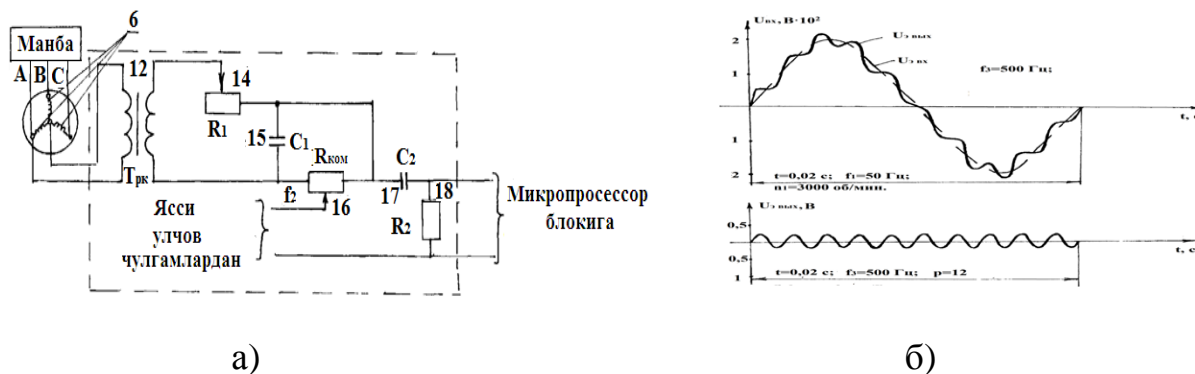 6
Манба
A B C
12
14
R1
15
C1
Rком
C2
Tрк
f2
16
17
18
R2
Ясси
улчов
чулгамлардан
Микропросессор
блокига
а)
Uвх, В·10²
2
1
1
2
Uэ вых
Uэ вх
f3=500 Гц;
t, с
t=0,02 с; f1=50 Гц;
n1=3000 об/мин.
Uэ вых, В
0,5
0,5
1
t, с
t=0,02 с; f3=500 Гц; p=12
б)